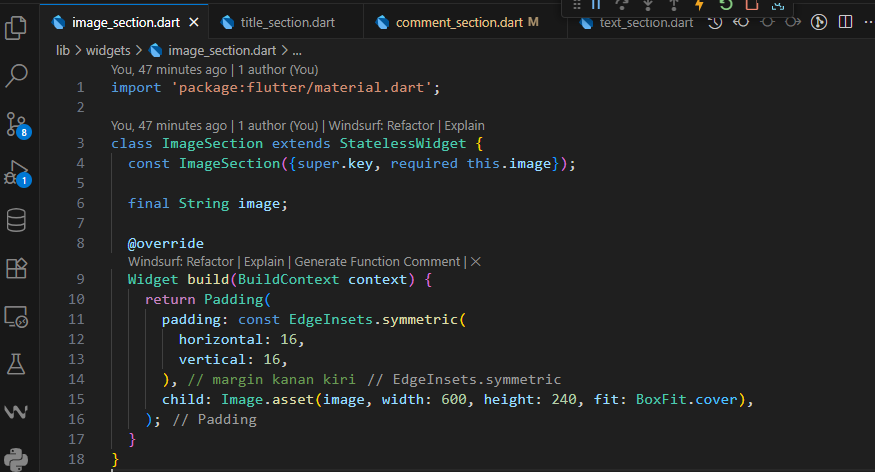 image_section.dart
title_section.dart
comment_section.dart M
text_section.dart
lib > widgets > image_section.dart > ...
You, 47 minutes ago | 1 author (You)
1 import 'package:flutter/material.dart';
2
You, 47 minutes ago | 1 author (You) | Windsurf: Refactor | Explain
3 class ImageSection extends StatelessWidget {
4 const ImageSection({super.key, required this.image});
5
6 final String image;
7
8 @override
Windsurf: Refactor | Explain | Generate Function Comment | ×
9 Widget build(BuildContext context) {
10 return Padding(
11 padding: const EdgeInsets.symmetric(
12 horizontal: 16,
13 vertical: 16,
14 ), // margin kanan kiri // EdgeInsets.symmetric
15 child: Image.asset(image, width: 600, height: 240, fit: BoxFit.cover),
16 ); // Padding
17 }
18 }
8
1